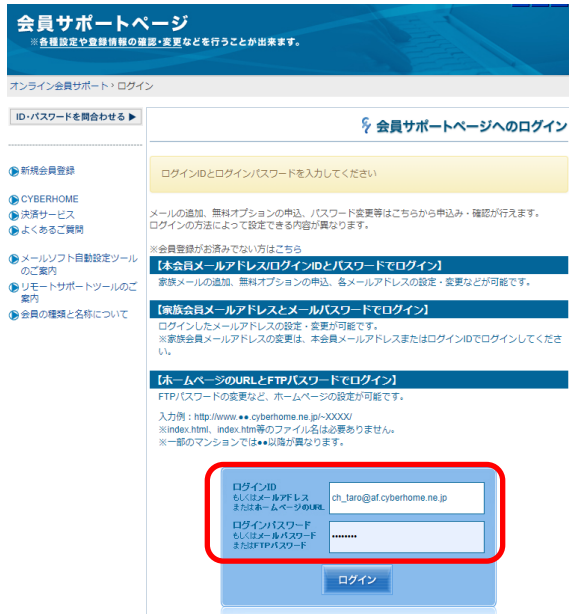 会員サポートページ
※各種設定や登録情報の確認・変更などを行うことが出来ます。
オンライン会員サポート › ログイン
ID・パスワードを問合わせる ▶
新規会員登録
CYBERHOME
決済サービス
よくあるご質問
メールソフト自動設定ツール
のご案内
リモートサポートツールのご
案内
会員の種類と名称について
会員サポートページへのログイン
ログインIDとログインパスワードを入力してください
メールの追加、無料オプションの申込、パスワード変更等はこちらから申込み・確認が行えます。
ログインの方法によって設定できる内容が異なります。
※会員登録がお済みでない方はこちら
【本会員メールアドレス/ログインIDとパスワードでログイン】
家族メールの追加、無料オプションの申込、各メールアドレスの設定・変更などが可能です。
【家族会員メールアドレスとメールパスワードでログイン】
ログインしたメールアドレスの設定・変更が可能です。
※家族会員メールアドレスの変更は、本会員メールアドレスまたはログインIDでログインしてくださ
い。
【ホームページのURLとFTPパスワードでログイン】
FTPパスワードの変更など、ホームページの設定が可能です。
入力例：http://www.●●.cyberhome.ne.jp/~XXXX/
※index.html、index.htm等のファイル名は必要ありません。
※一部のマンションでは●●以降が異なります。
ログインID
もしくはメールアドレス
またはホームページのURL
ch_taro@af.cyberhome.ne.jp
ログインパスワード
もしくはメールパスワード
またはFTPパスワード
••••••••
ログイン